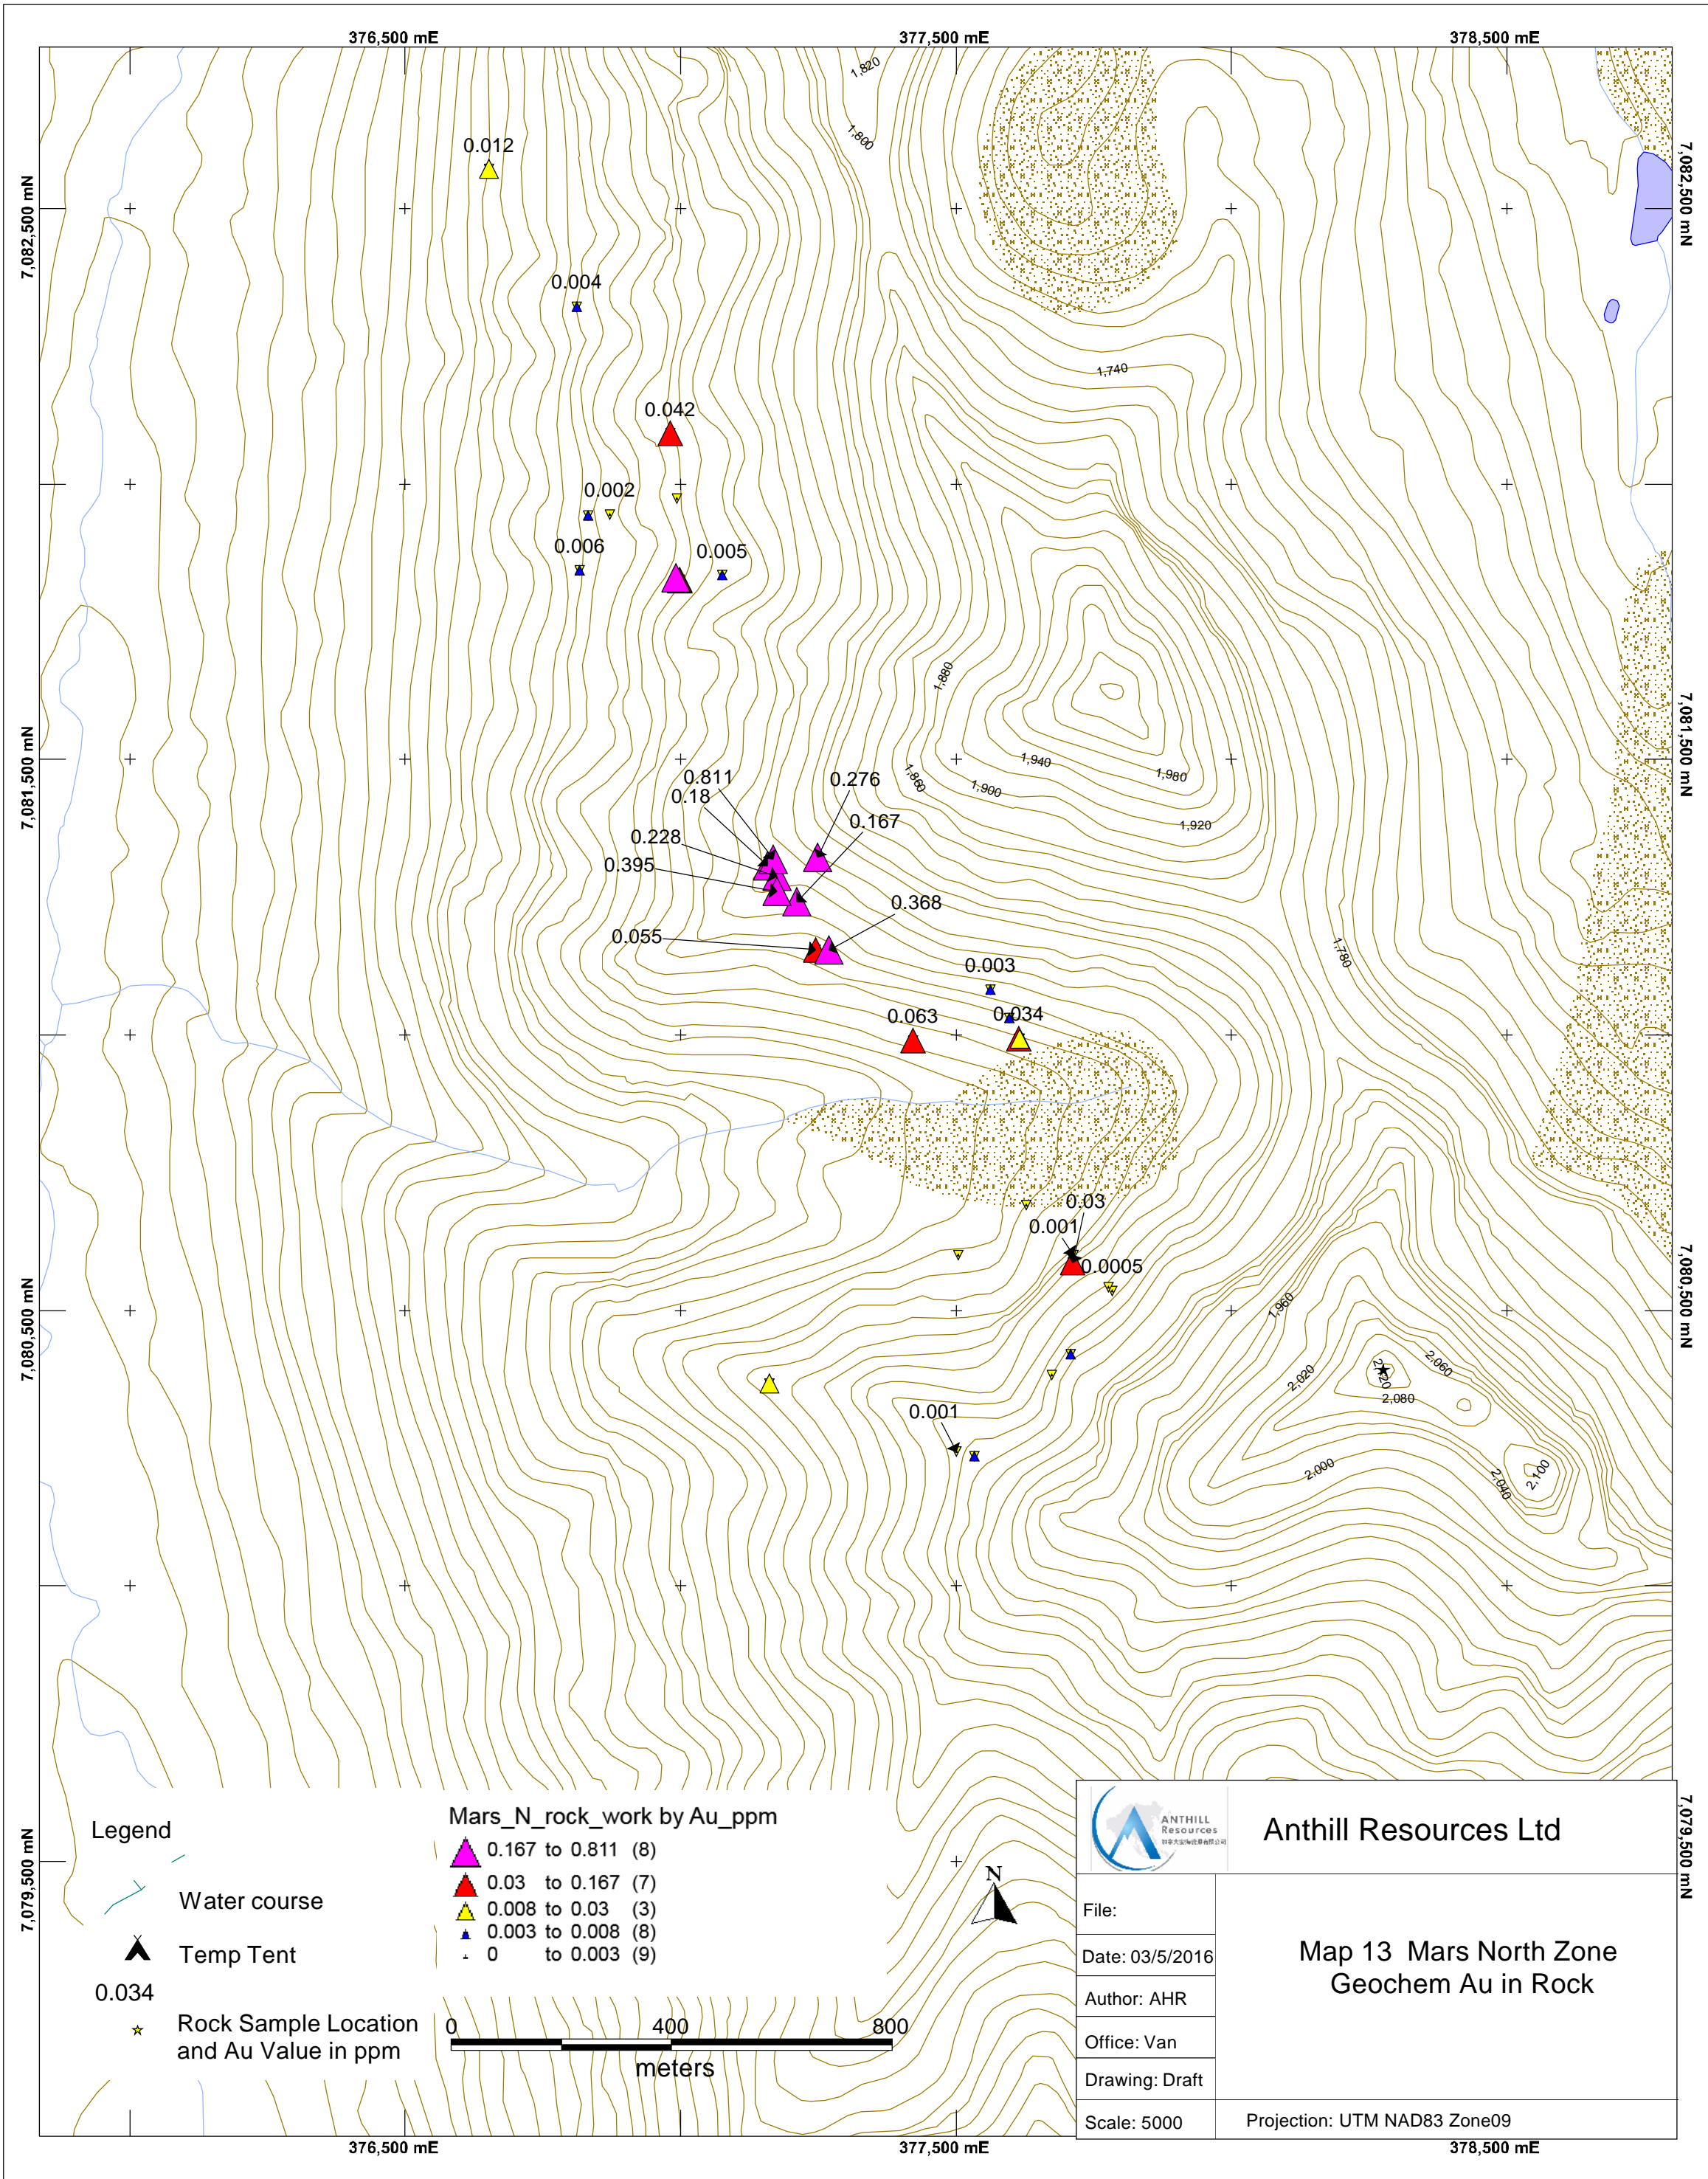 376,500 mE
377,500 mE
378,500 mE
1,820
1,800
0.012
7,082,500 mN
7,082,500 mN
0.004
1,740
0.042
0.002
0.006
0.005
1,880
7,081,500 mN
7,081,500 mN
1,940
1,980
1,860
1,900
1,920
0.811
0.276
0.18
0.167
0.228
0.395
0.368
0.055
1,780
0.003
0.063
0.034
0.03
0.001
0.0005
7,080,500 mN
7,080,500 mN
1,960
2,020
2,060
2,080
0.001
2,000
2,040
2,100
7,079,500 mN
7,079,500 mN
Legend
Water course
Temp Tent
0.034
Rock Sample Location
and Au Value in ppm
Mars_N_rock_work by Au_ppm
0.167 to 0.811 (8)
0.03 to 0.167 (7)
0.008 to 0.03 (3)
0.003 to 0.008 (8)
0 to 0.003 (9)
0 400 800
meters
N
ANTHILL
Resources
Anthill Resources Ltd
File:
Date: 03/5/2016
Author: AHR
Office: Van
Drawing: Draft
Scale: 5000
Map 13 Mars North Zone
Geochem Au in Rock
Projection: UTM NAD83 Zone09
376,500 mE
377,500 mE
378,500 mE